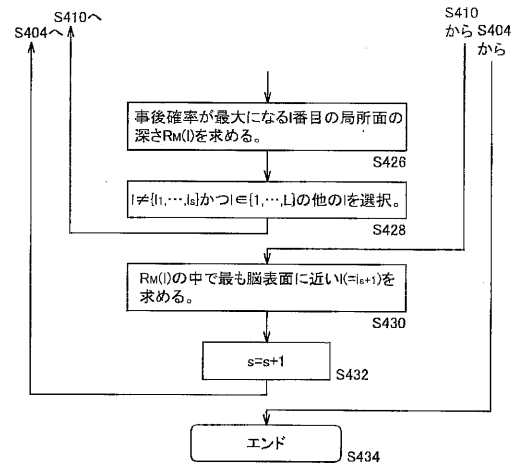 S410へ
S404へ
S410
から
S404
から
事後確率が最大になるl番目の局所面の
深さRM(l)を求める。
S426
l≠{l1,…,ls}かつl∈{1,…,L}の他のlを選択。
S428
RM(l)の中で最も脳表面に近いl(=ls+1)を
求める。
S430
s=s+1
S432
エンド
S434